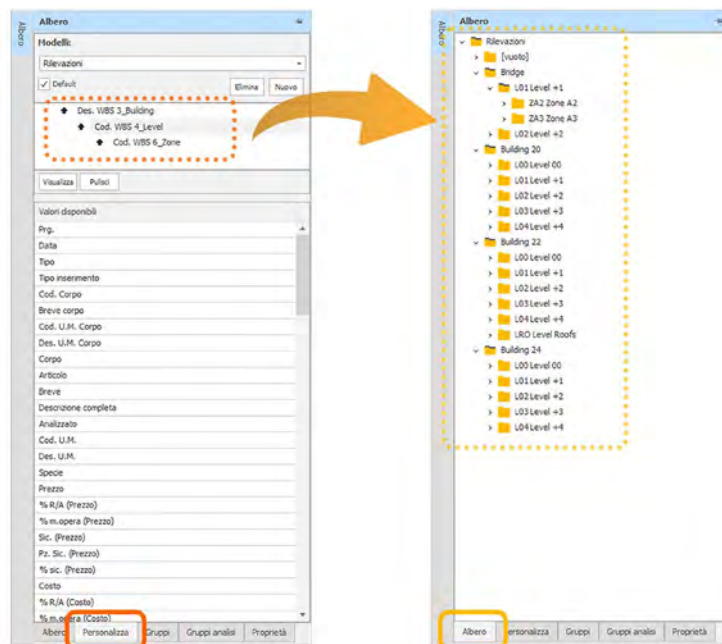 Albero
Albero
Modelli:
Rilevazioni
Default
Elimina
Nuovo
Des. WBS 3_Building
Cod. WBS 4_Level
Cod. WBS 6_Zone
Visualizza
Pulisci
Valori disponibili
Prg.
Data
Tipo
Tipo inserimento
Cod. Corpo
Breve corpo
Cod. U.M. Corpo
Des. U.M. Corpo
Corpo
Articolo
Breve
Descrizione completa
Analizzato
Cod. U.M.
Des. U.M.
Specie
Prezzo
% R/A (Prezzo)
% m.opera (Prezzo)
Sic. (Prezzo)
Pz. Sic. (Prezzo)
% sic. (Prezzo)
Costo
% R/A (Costo)
% m.opera (Costo)
Albero
Personalizza
Gruppi
Gruppi analisi
Proprietà
Albero
Albero
Rilevazioni
[vuoto]
Bridge
L01 Level +1
ZA2 Zone A2
ZA3 Zone A3
L02 Level +2
Building 20
L00 Level 00
L01 Level +1
L02 Level +2
L03 Level +3
L04 Level +4
Building 22
L00 Level 00
L01 Level +1
L02 Level +2
L03 Level +3
L04 Level +4
LRO Level Roofs
Building 24
L00 Level 00
L01 Level +1
L02 Level +2
L03 Level +3
L04 Level +4
Albero
ersonalizza
Gruppi
Gruppi analisi
Proprietà